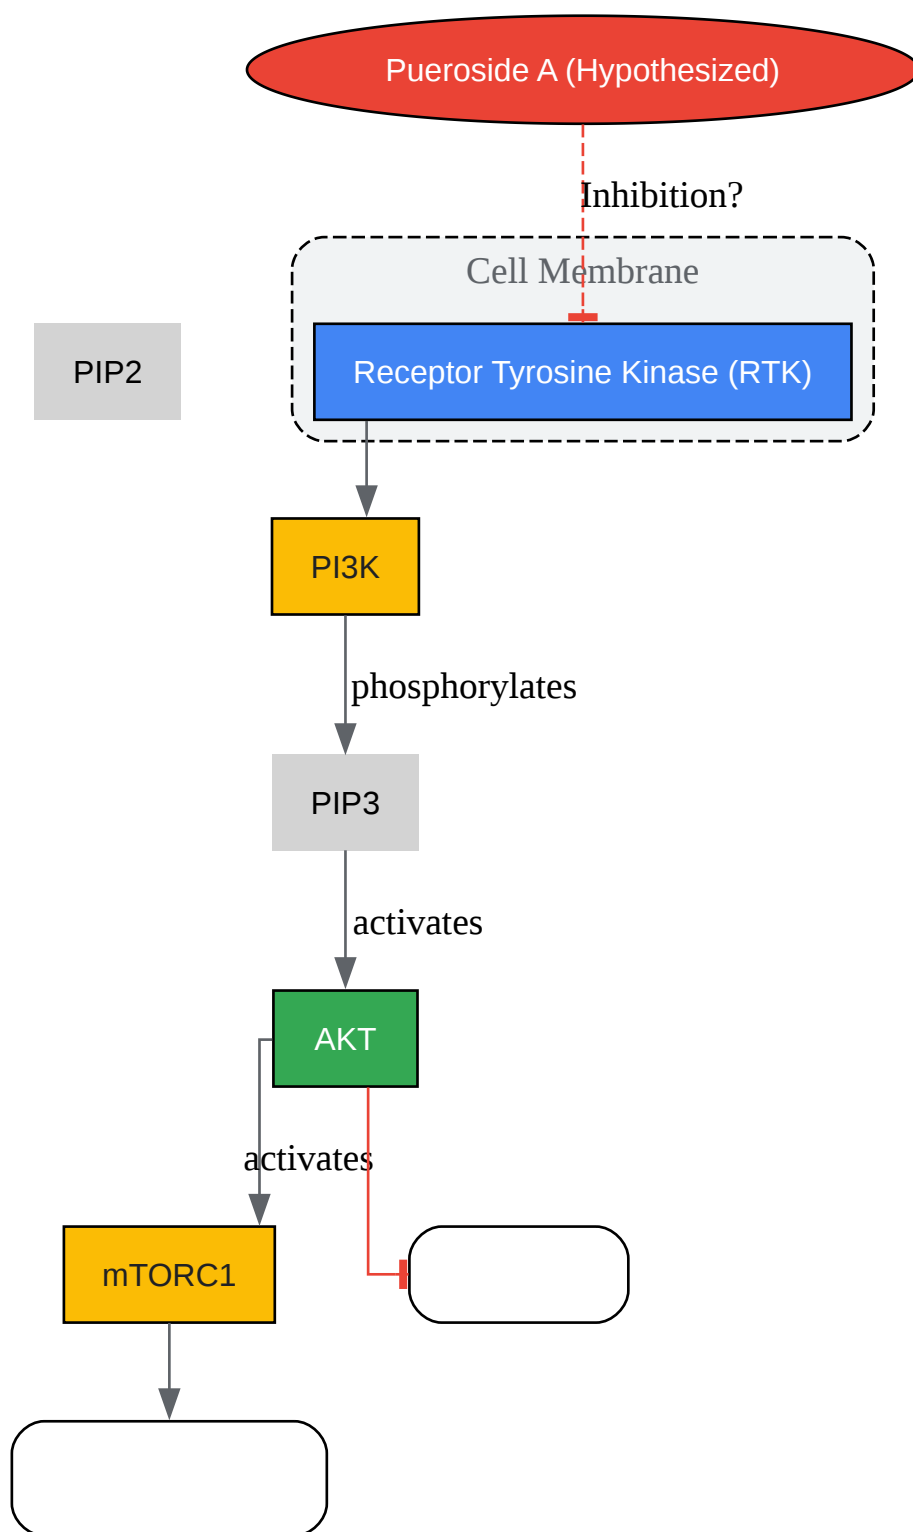 Pueroside A (Hypothesized)
Inhibition?
Cell Membrane
PIP2
Receptor Tyrosine Kinase (RTK)
PI3K
phosphorylates
PIP3
activates
AKT
activates
mTORC1